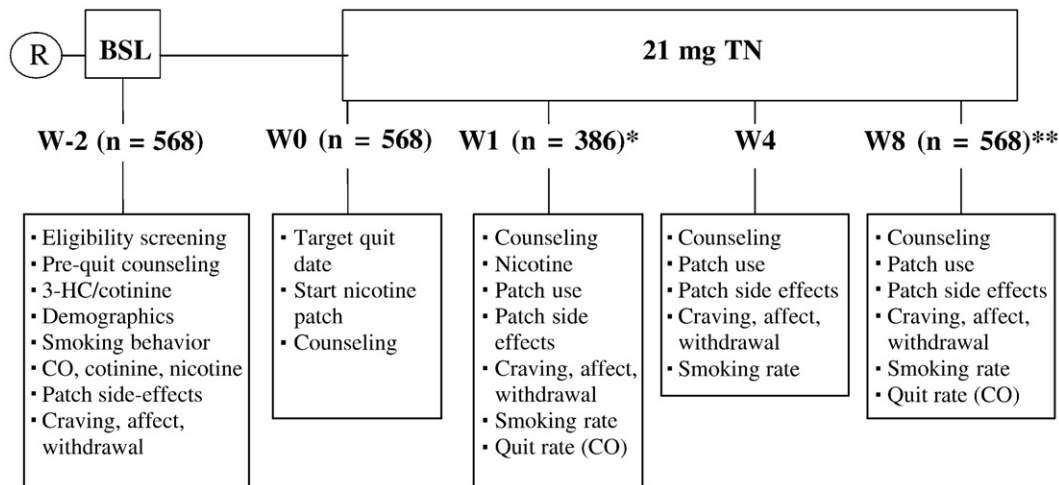 R
BSL
21 mg TN
W-2 (n = 568)
W0 (n = 568)
W1 (n = 386)*
W4
W8 (n = 568)**
▪ Eligibility screening
▪ Pre-quit counseling
▪ 3-HC/cotinine
▪ Demographics
▪ Smoking behavior
▪ CO, cotinine, nicotine
▪ Patch side-effects
▪ Craving, affect,
withdrawal
▪ Target quit
date
▪ Start nicotine
patch
▪ Counseling
▪ Counseling
▪ Nicotine
▪ Patch use
▪ Patch side
effects
▪ Craving, affect,
withdrawal
▪ Smoking rate
▪ Quit rate (CO)
▪ Counseling
▪ Patch use
▪ Patch side effects
▪ Craving, affect,
withdrawal
▪ Smoking rate
▪ Counseling
▪ Patch use
▪ Patch side effects
▪ Craving, affect,
withdrawal
▪ Smoking rate
▪ Quit rate (CO)